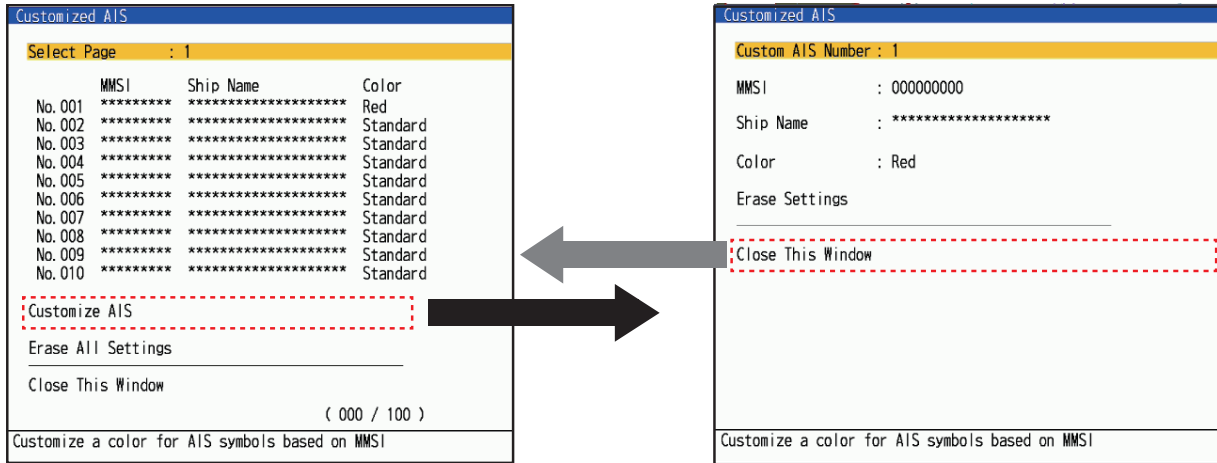 Customized AIS
Select Page : 1
MMSI Ship Name Color
No. 001 ********* ******************** Red
No. 002 ********* ******************** Standard
No. 003 ********* ******************** Standard
No. 004 ********* ******************** Standard
No. 005 ********* ******************** Standard
No. 006 ********* ******************** Standard
No. 007 ********* ******************** Standard
No. 008 ********* ******************** Standard
No. 009 ********* ******************** Standard
No. 010 ********* ******************** Standard
Customize AIS
Erase All Settings
Close This Window
( 000 / 100 )
Customize a color for AIS symbols based on MMSI
Customized AIS
Custom AIS Number : 1
MMSI : 000000000
Ship Name : ********************
Color : Red
Erase Settings
Close This Window
Customize a color for AIS symbols based on MMSI